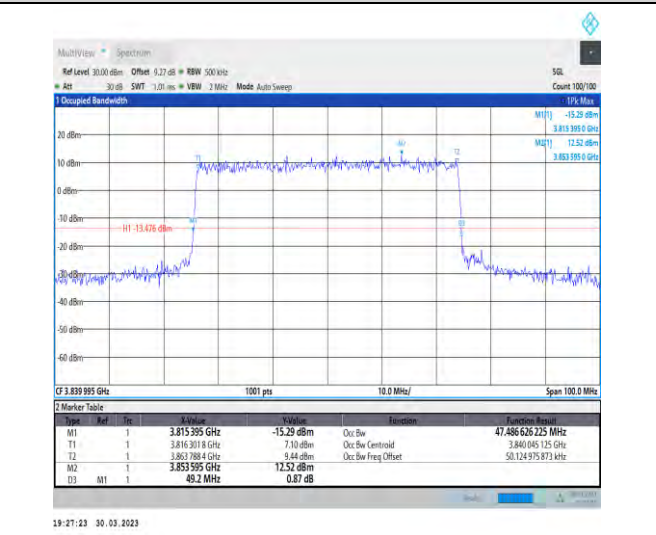 MultiView Spectrum
Ref Level 30.00 dBm Offset 9.27 dB RBW 500 kHz SGL
Att 30 dB SWT 1.01 ms VBW 2 MHz Mode Auto Sweep Count 100/100
1 Occupied Bandwidth 1Pk Max
M1[1] -15.29 dBm
3.815 395 0 GHz
M2[1] 12.52 dBm
3.853 595 0 GHz
20 dBm
M2
T1 T2
10 dBm
0 dBm
-10 dBm
M1 D3
H1 -13.476 dBm
-20 dBm
-30 dBm
-40 dBm
-50 dBm
-60 dBm
CF 3.839 995 GHz 1001 pts 10.0 MHz/ Span 100.0 MHz
2 Marker Table
Type Ref Trc X-Value Y-Value Function Function Result
M1 1 3.815 395 GHz -15.29 dBm Occ Bw 47.486 626 225 MHz
T1 1 3.816 301 8 GHz 7.10 dBm Occ Bw Centroid 3.840 045 125 GHz
T2 1 3.863 788 4 GHz 9.44 dBm Occ Bw Freq Offset 50.124 975 873 kHz
M2 1 3.853 595 GHz 12.52 dBm
D3 M1 1 49.2 MHz 0.87 dB
19:27:23 30.03.2023